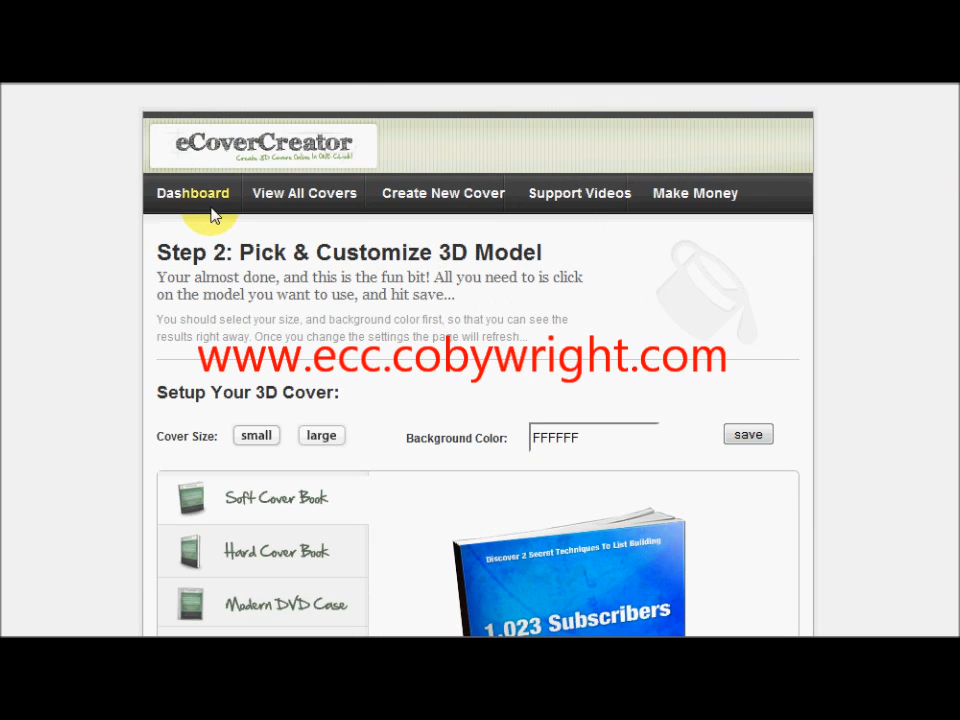 eCoverCreator
Create 3D Covers Online In ONE Click!
Dashboard View All Covers Create New Cover Support Videos Make Money
Step 2: Pick & Customize 3D Model
Your almost done, and this is the fun bit! All you need to is click
on the model you want to use, and hit save...
You should select your size, and background color first, so that you can see the
results right away. Once you change the settings the page will refresh...
www.ecc.cobywright.com
Setup Your 3D Cover:
Cover Size: small large Background Color: FFFFFF save
Soft Cover Book
Hard Cover Book
Modern DVD Case
Discover 2 Secret Techniques To List Building
1,023 Subscribers